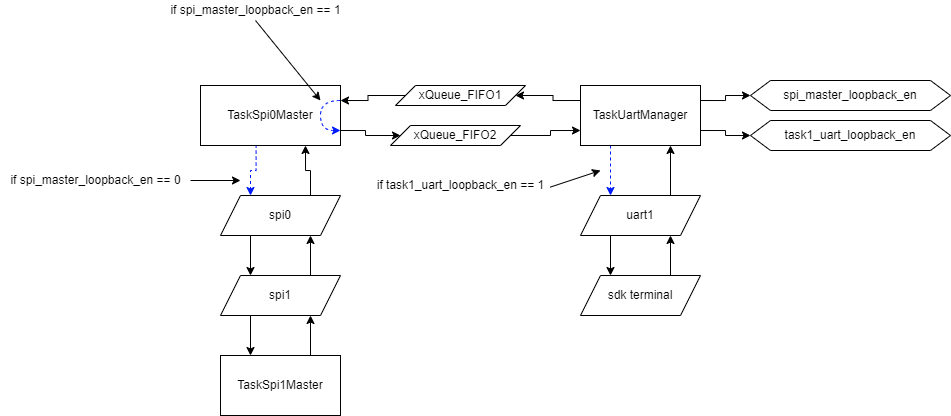 if spi_master_loopback_en == 1
xQueue_FIFO1
spi_master_loopback_en
TaskSpi0Master
TaskUartManager
xQueue_FIFO2
task1_uart_loopback_en
if spi_master_loopback_en == 0
if task1_uart_loopback_en == 1
spi0
uart1
spi1
sdk terminal
TaskSpi1Master